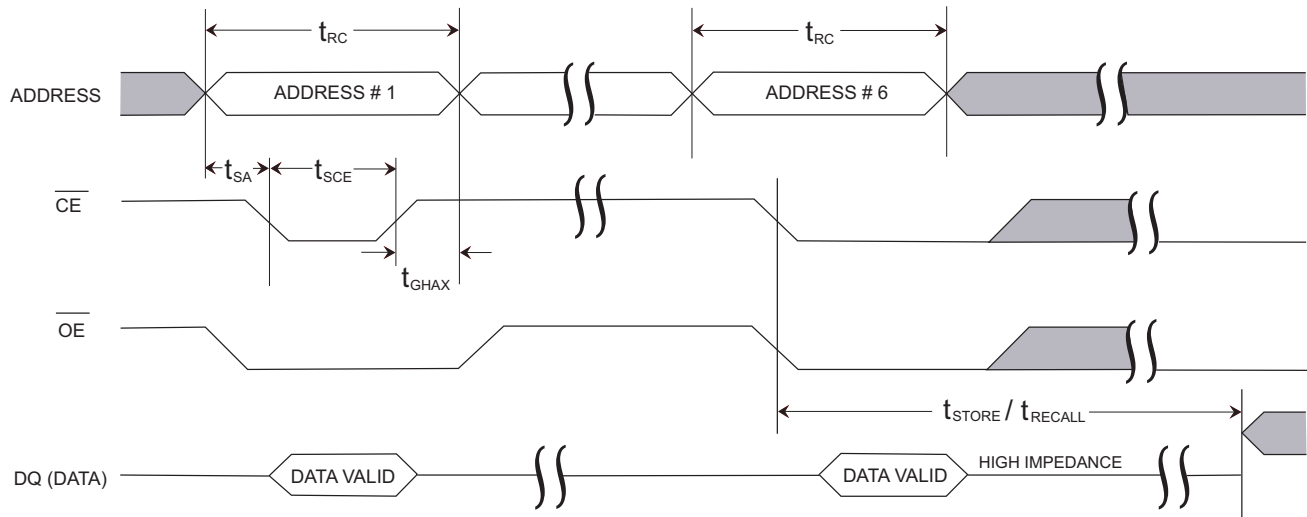 tRC tRC
ADDRESS ADDRESS # 1 ADDRESS # 6
tSA tSCE
CE
tGHAX
OE
tSTORE / tRECALL
DQ (DATA) DATA VALID DATA VALID HIGH IMPEDANCE